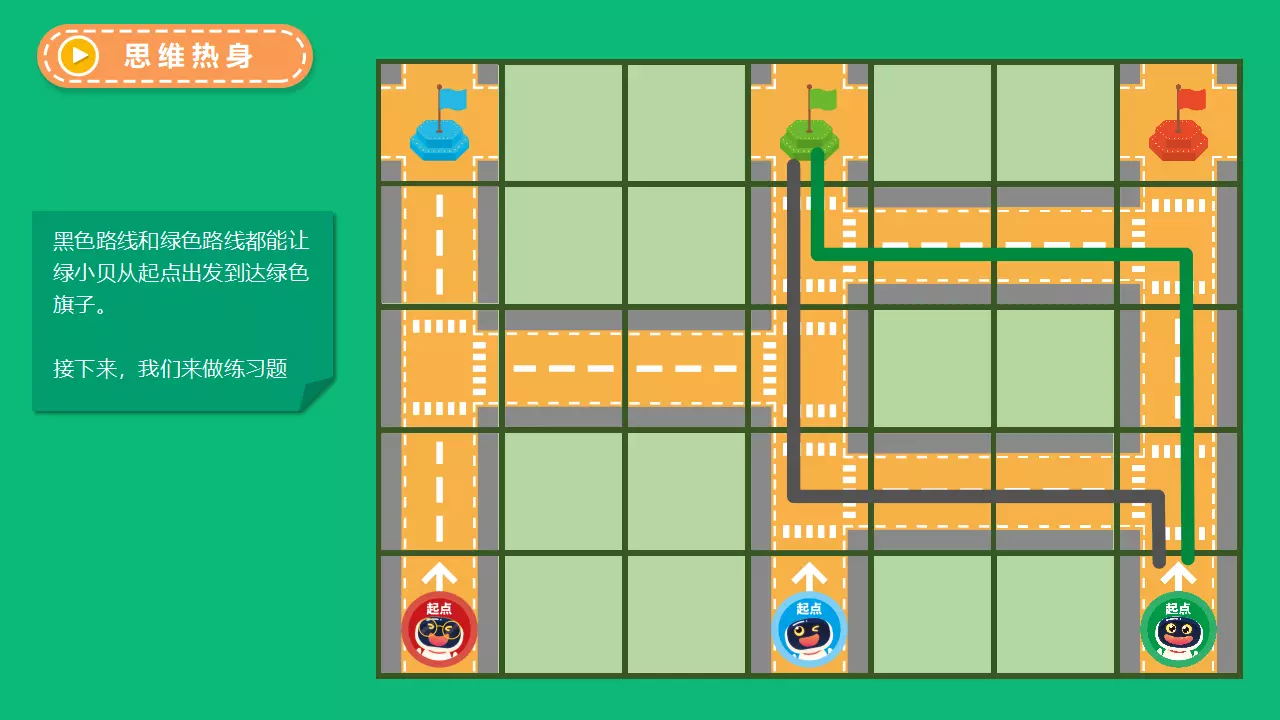 思维热身
黑色路线和绿色路线都能让
绿小贝从起点出发到达绿色
旗子。
接下来，我们来做练习题
起点
起点
起点